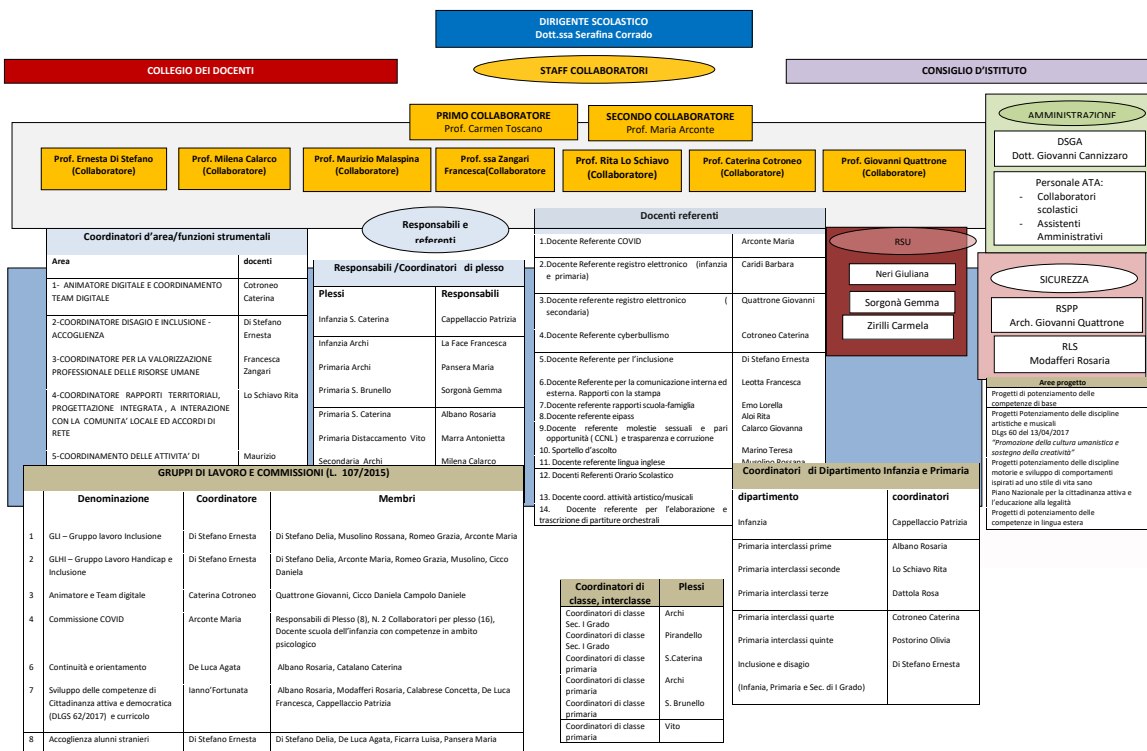 DIRIGENTE SCOLASTICO
Dott.ssa Serafina Corrado
COLLEGIO DEI DOCENTI
STAFF COLLABORATORI
CONSIGLIO D'ISTITUTO
PRIMO COLLABORATORE
Prof. Carmen Toscano
SECONDO COLLABORATORE
Prof. Maria Arconte
Prof. Ernesta Di Stefano
(Collaboratore)
Prof. Milena Calarco
(Collaboratore)
Prof. Maurizio Malaspina
(Collaboratore)
Prof. ssa Zangari
Francesca(Collaboratore
Prof. Rita Lo Schiavo
(Collaboratore)
Prof. Caterina Cotroneo
(Collaboratore)
Prof. Giovanni Quattrone
(Collaboratore)
AMMINISTRAZIONE
DSGA
Dott. Giovanni Cannizzaro
Personale ATA:
- Collaboratori
scolastici
- Assistenti
Amministrativi
Coordinatori d'area/funzioni strumentali
Area docenti
1- ANIMATORE DIGITALE E COORDINAMENTO Cotroneo
TEAM DIGITALE Caterina
2-COORDINATORE DISAGIO E INCLUSIONE - Di Stefano
ACCOGLIENZA Ernesta
3-COORDINATORE PER LA VALORIZZAZIONE Francesca
PROFESSIONALE DELLE RISORSE UMANE Zangari
4-COORDINATORE RAPPORTI TERRITORIALI, Lo Schiavo Rita
PROGETTAZIONE INTEGRATA , A INTERAZIONE
CON LA COMUNITA' LOCALE ED ACCORDI DI
RETE
5-COORDINAMENTO DELLE ATTIVITA' DI Maurizio
Responsabili e
referenti
Responsabili /Coordinatori di plesso
Plessi Responsabili
Infanzia S. Caterina Cappellaccio Patrizia
Infanzia Archi La Face Francesca
Primaria Archi Pansera Maria
Primaria S. Brunello Sorgonà Gemma
Primaria S. Caterina Albano Rosaria
Primaria Distaccamento Vito Marra Antonietta
Secondaria Archi Milena Calarco
Docenti referenti
1.Docente Referente COVID Arconte Maria
2.Docente Referente registro elettronico (infanzia Caridi Barbara
e primaria)
3.Docente referente registro elettronico ( Quattrone Giovanni
secondaria)
4.Docente Referente cyberbullismo Cotroneo Caterina
5.Docente Referente per l'inclusione Di Stefano Ernesta
6.Docente Referente per la comunicazione interna ed Leotta Francesca
esterna. Rapporti con la stampa
7.Docente referente rapporti scuola-famiglia Emo Lorella
8.Docente referente eipass Aloi Rita
9.Docente referente molestie sessuali e pari Calarco Giovanna
opportunità ( CCNL ) e trasparenza e corruzione
10. Sportello d'ascolto Marino Teresa
11. Docente referente lingua inglese Musolino Rossana
12. Docenti Referenti Orario Scolastico
13. Docente coord. attività artistico/musicali
14. Docente referente per l'elaborazione e
trascrizione di partiture orchestrali
RSU
Neri Giuliana
Sorgonà Gemma
Zirilli Carmela
SICUREZZA
RSPP
Arch. Giovanni Quattrone
RLS
Modafferi Rosaria
Aree progetto
Progetti di potenziamento delle
competenze di base
Progetti Potenziamento delle discipline
artistiche e musicali
DLgs 60 del 13/04/2017
"Promozione della cultura umanistica e
sostegno della creatività"
Progetti potenziamento delle discipline
motorie e sviluppo di comportamenti
ispirati ad uno stile di vita sano
Piano Nazionale per la cittadinanza attiva e
l'educazione alla legalità
Progetti di potenziamento delle
competenze in lingua estera
GRUPPI DI LAVORO E COMMISSIONI (L. 107/2015)
Denominazione Coordinatore Membri
1 GLI – Gruppo lavoro Inclusione Di Stefano Ernesta Di Stefano Delia, Musolino Rossana, Romeo Grazia, Arconte Maria
2 GLHI – Gruppo Lavoro Handicap e Di Stefano Ernesta Di Stefano Delia, Arconte Maria, Romeo Grazia, Musolino, Cicco
Inclusione Daniela
3 Animatore e Team digitale Caterina Cotroneo Quattrone Giovanni, Cicco Daniela Campolo Daniele
4 Commissione COVID Arconte Maria Responsabili di Plesso (8), N. 2 Collaboratori per plesso (16),
Docente scuola dell'infanzia con competenze in ambito
psicologico
6 Continuità e orientamento De Luca Agata Albano Rosaria, Catalano Caterina
7 Sviluppo delle competenze di Ianno'Fortunata Albano Rosaria, Modafferi Rosaria, Calabrese Concetta, De Luca
Cittadinanza attiva e democratica Francesca, Cappellaccio Patrizia
(DLGS 62/2017) e curricolo
8 Accoglienza alunni stranieri Di Stefano Ernesta Di Stefano Delia, De Luca Agata, Ficarra Luisa, Pansera Maria
Coordinatori di Plessi
classe, interclasse
Coordinatori di classe Archi
Sec. I Grado
Coordinatori di classe Pirandello
Sec. I Grado
Coordinatori di classe S.Caterina
primaria
Coordinatori di classe Archi
primaria
Coordinatori di classe S. Brunello
primaria
Coordinatori di classe Vito
primaria
Coordinatori di Dipartimento Infanzia e Primaria
dipartimento coordinatori
Infanzia Cappellaccio Patrizia
Primaria interclassi prime Albano Rosaria
Primaria interclassi seconde Lo Schiavo Rita
Primaria interclassi terze Dattola Rosa
Primaria interclassi quarte Cotroneo Caterina
Primaria interclassi quinte Postorino Olivia
Inclusione e disagio Di Stefano Ernesta
(Infania, Primaria e Sec. di I Grado)